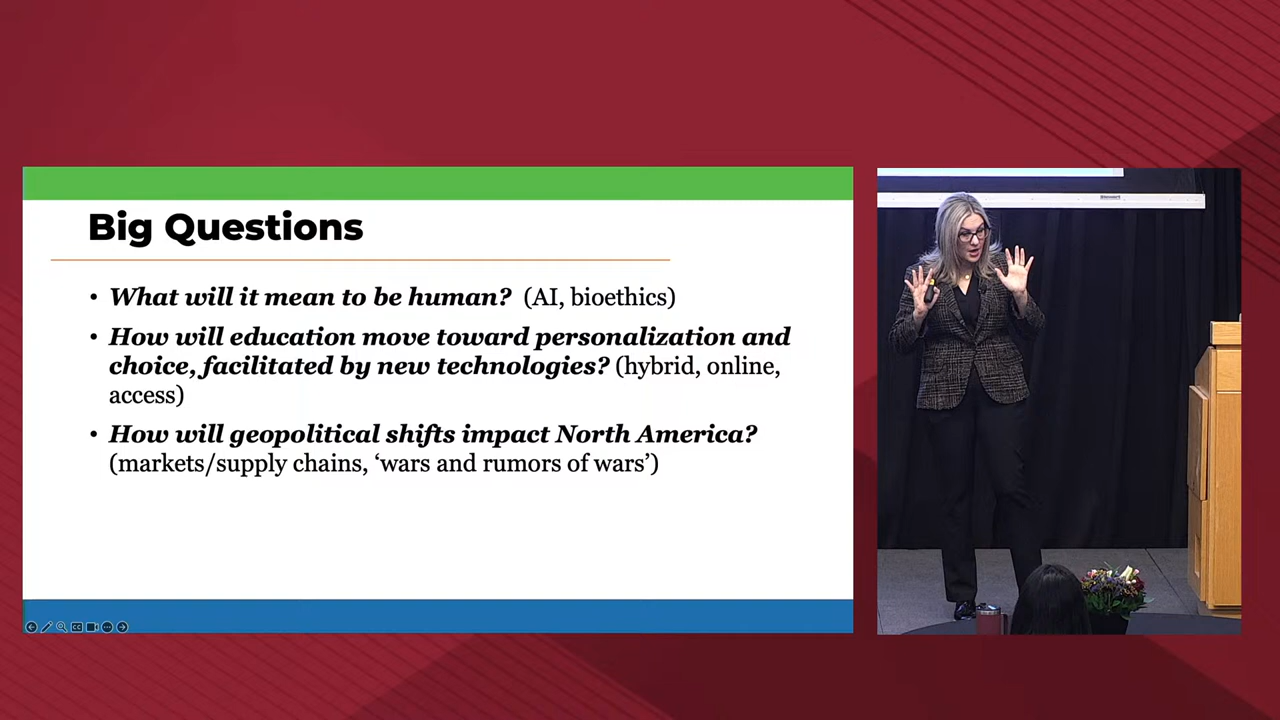 Big Questions
• What will it mean to be human? (AI, bioethics)
• How will education move toward personalization and
choice, facilitated by new technologies? (hybrid, online,
access)
• How will geopolitical shifts impact North America?
(markets/supply chains, ‘wars and rumors of wars’)